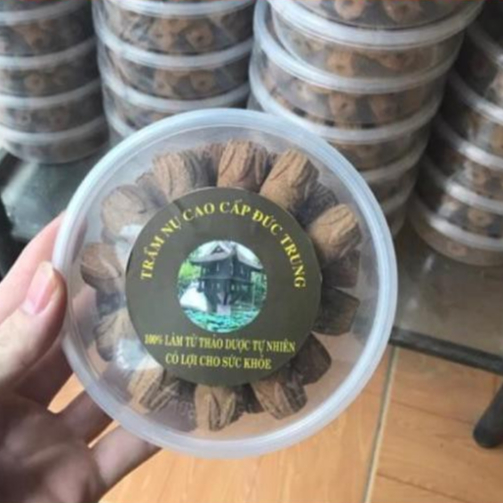 TRẦM NỤ CAO CẤP ĐỨC TRUNG
100% LÀM TỪ THẢO DƯỢC TỰ NHIÊN
CÓ LỢI CHO SỨC KHỎE